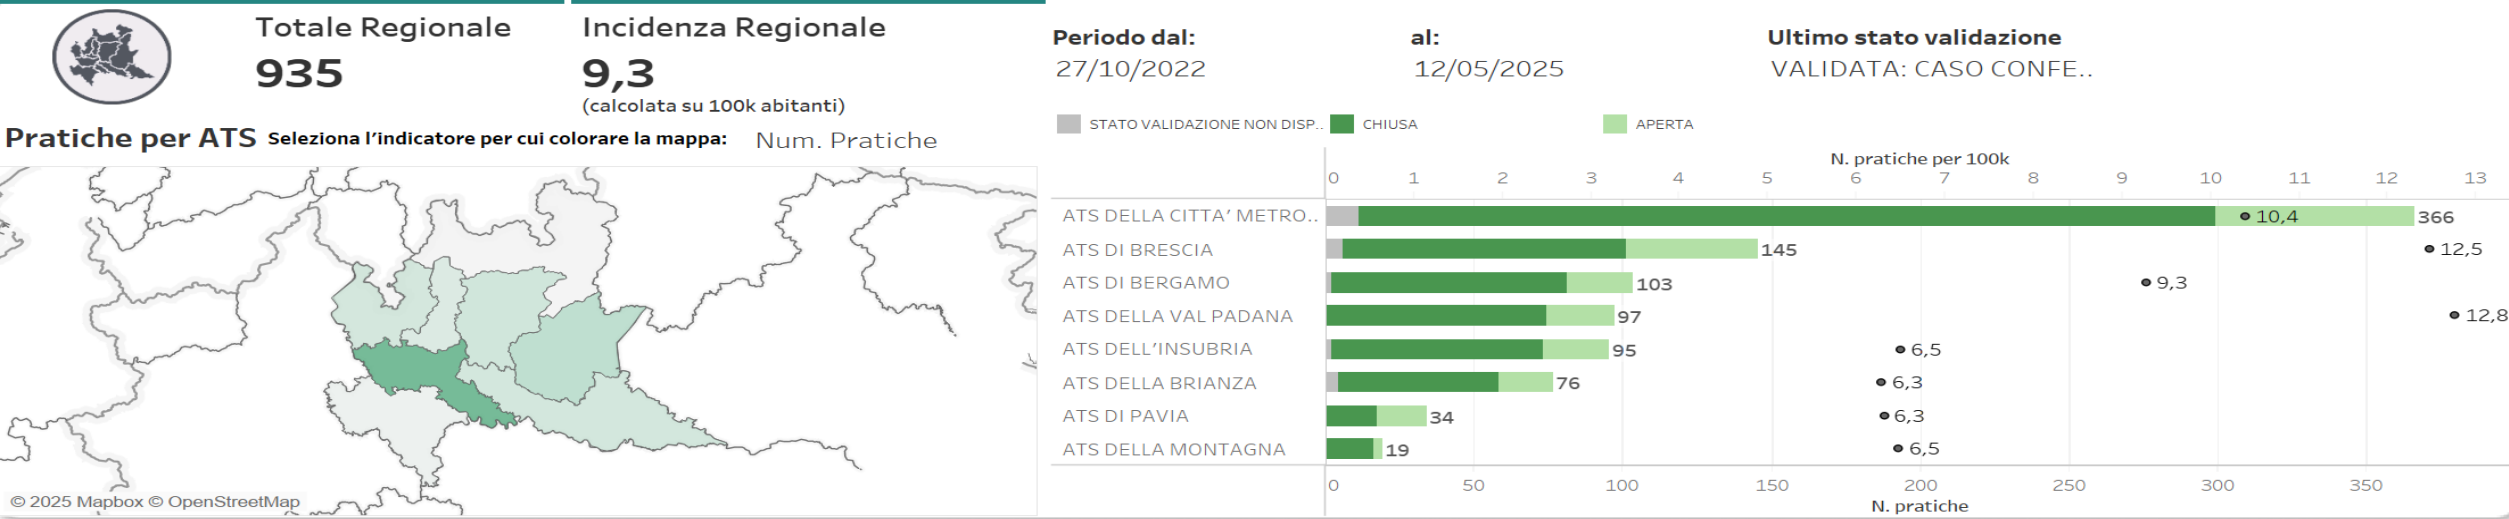 Totale Regionale
935
Incidenza Regionale
9,3
(calcolata su 100k abitanti)
Pratiche per ATS
Seleziona l'indicatore per cui colorare la mappa:
Num. Pratiche
© 2025 Mapbox © OpenStreetMap
Periodo dal:
27/10/2022
al:
12/05/2025
Ultimo stato validazione
VALIDATA: CASO CONFE..
STATO VALIDAZIONE NON DISP..
CHIUSA
APERTA
N. pratiche per 100k
0 1 2 3 4 5 6 7 8 9 10 11 12 13
ATS DELLA CITTA' METRO.. 10,4 366
ATS DI BRESCIA 145 12,5
ATS DI BERGAMO 103 9,3
ATS DELLA VAL PADANA 97 12,8
ATS DELL'INSUBRIA 95 6,5
ATS DELLA BRIANZA 76 6,3
ATS DI PAVIA 34 6,3
ATS DELLA MONTAGNA 19 6,5
0 50 100 150 200 250 300 350
N. pratiche